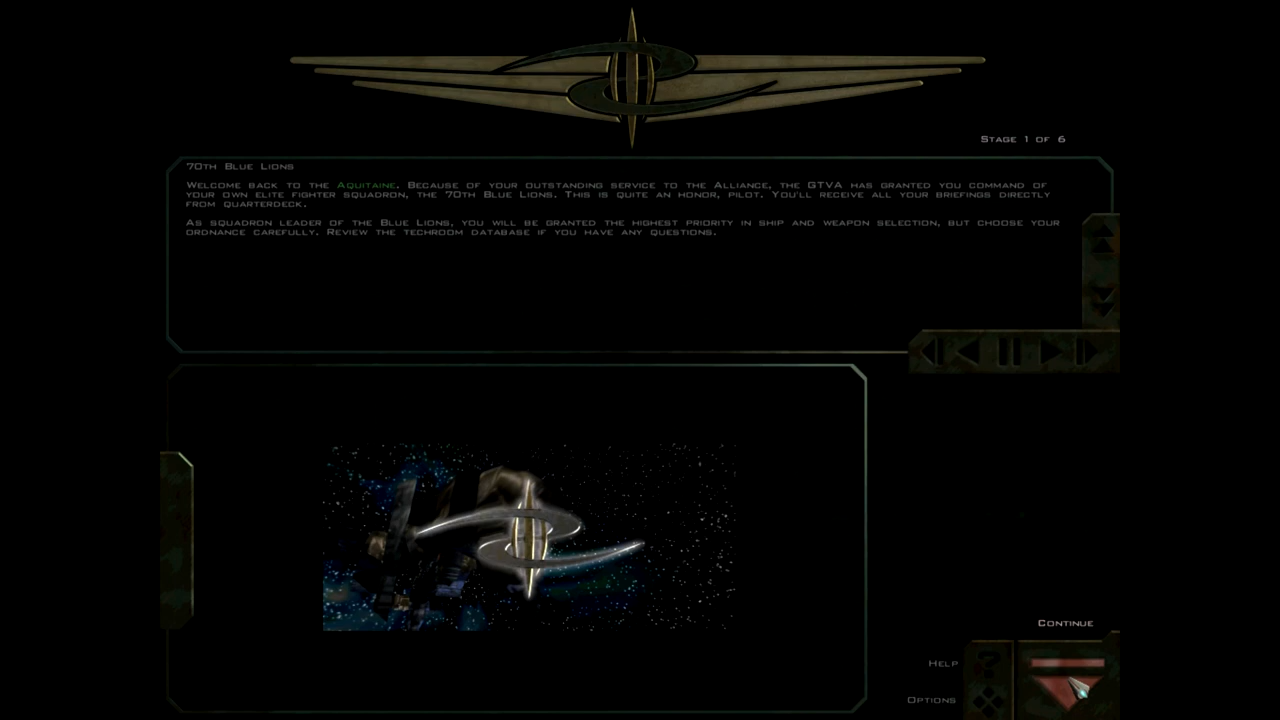 Stage 1 of 6
70th Blue Lions
Welcome back to the Aquitaine. Because of your outstanding service to the Alliance, the GTVA has granted you command of
your own elite fighter squadron, the 70th Blue Lions. This is quite an honor, pilot. You'll receive all your briefings directly
from quarterdeck.
As squadron leader of the Blue Lions, you will be granted the highest priority in ship and weapon selection, but choose your
ordnance carefully. Review the techroom database if you have any questions.
Continue
Help
Options